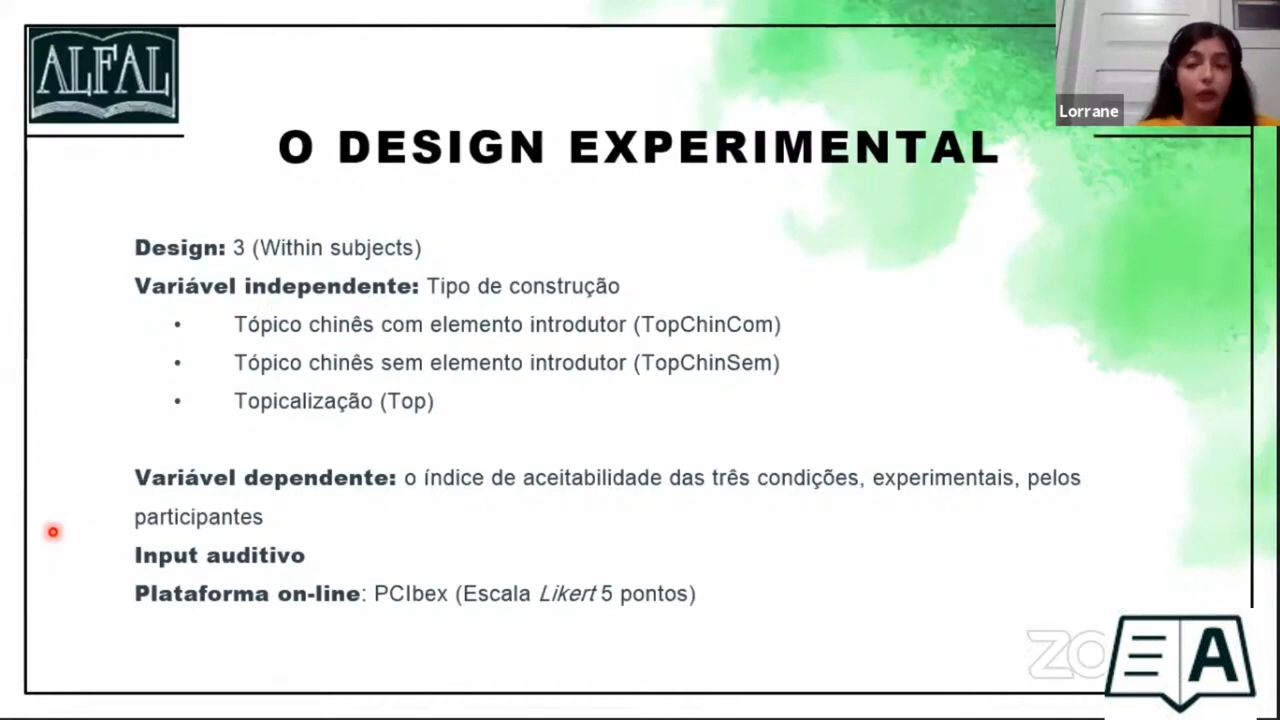 ALFAL
Lorrane
O DESIGN EXPERIMENTAL
Design: 3 (Within subjects)
Variável independente: Tipo de construção
• Tópico chinês com elemento introdutor (TopChinCom)
• Tópico chinês sem elemento introdutor (TopChinSem)
• Topicalização (Top)
Variável dependente: o índice de aceitabilidade das três condições, experimentais, pelos
participantes
Input auditivo
Plataforma on-line: PCIbex (Escala Likert 5 pontos)
ZO
A